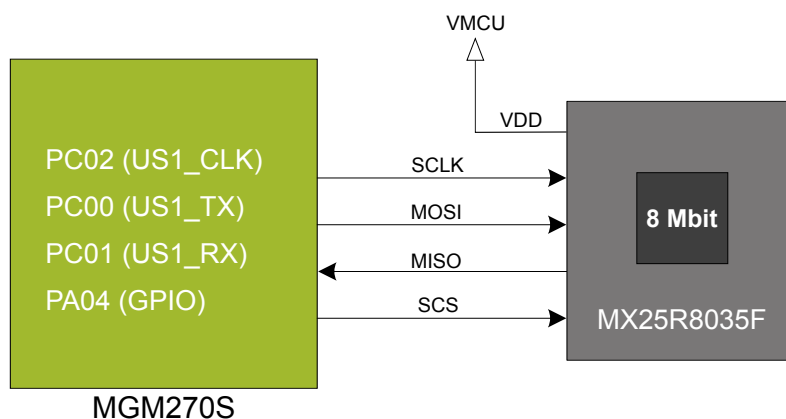 VMCU
VDD
PC02 (US1_CLK)
SCLK
PC00 (US1_TX)
MOSI
8 Mbit
PC01 (US1_RX)
MISO
PA04 (GPIO)
SCS
MX25R8035F
MGM270S